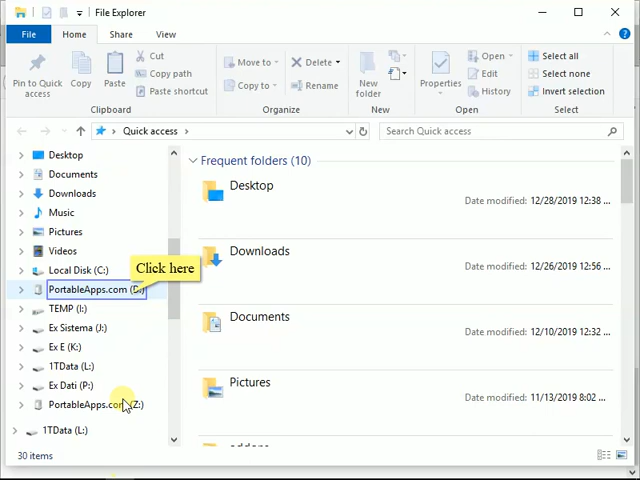 File Explorer
File
Home
Share
View
Pin to Quick
access
Copy
Paste
Cut
Copy path
Paste shortcut
Clipboard
Move to
Copy to
Delete
Rename
Organize
New
folder
New
Properties
Open
Edit
History
Open
Select all
Select none
Invert selection
Select
Quick access
Search Quick access
Desktop
Documents
Downloads
Music
Pictures
Videos
Local Disk (C:)
Click here
PortableApps.com (D:)
TEMP (I:)
Ex Sistema (J:)
Ex E (K:)
1TData (L:)
Ex Dati (P:)
PortableApps.com (Z:)
1TData (L:)
Frequent folders (10)
Desktop
Date modified: 12/28/2019 12:38 ...
Downloads
Date modified: 12/26/2019 12:56 ...
Documents
Date modified: 12/10/2019 12:32 ...
Pictures
Date modified: 11/13/2019 8:02 ...
30 items